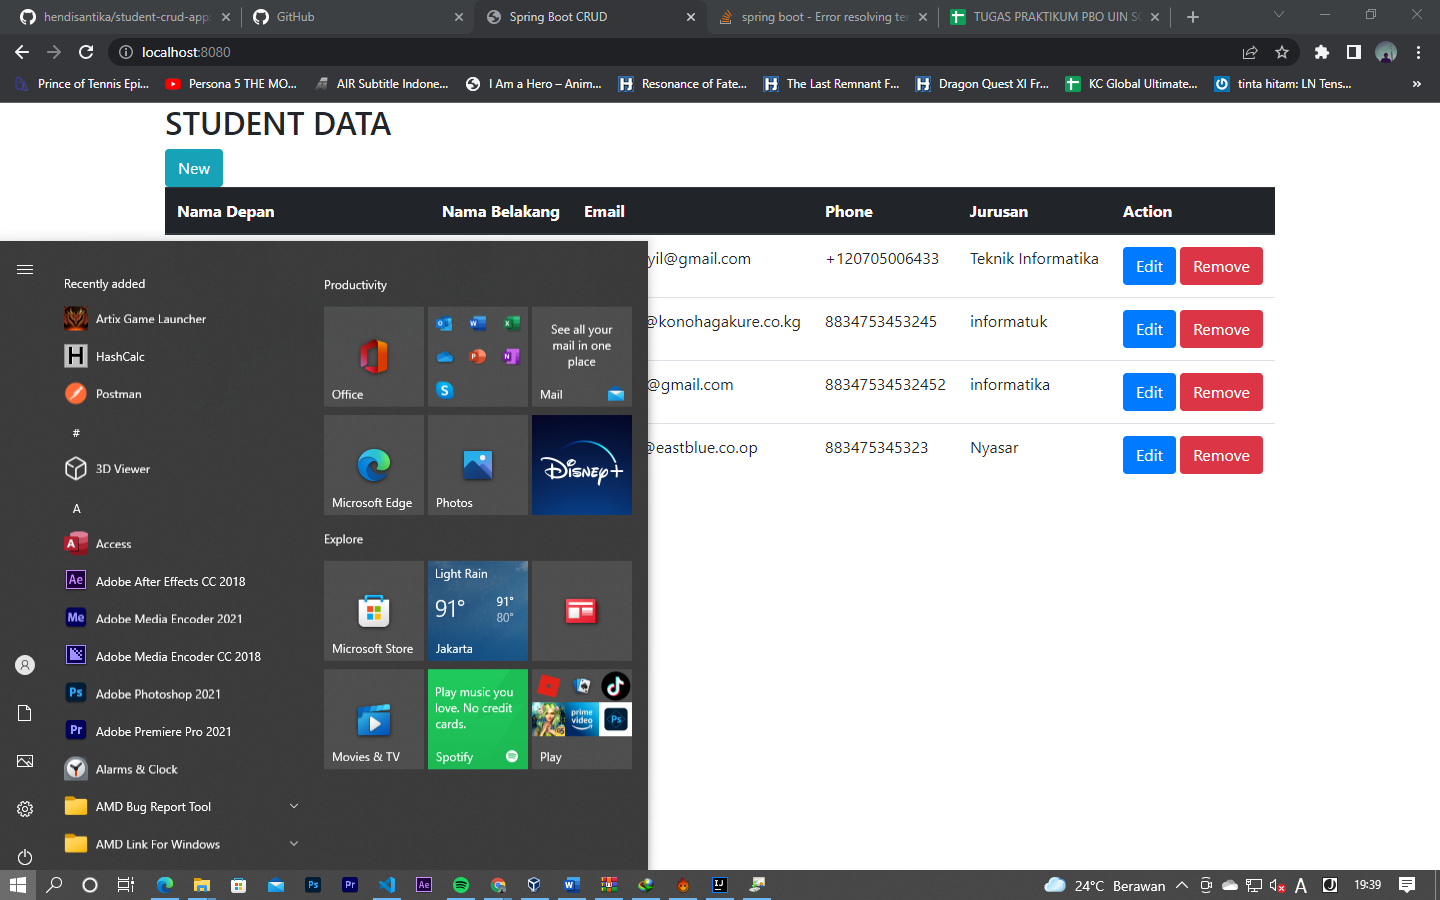 hendisantika/student-crud-app
GitHub
Spring Boot CRUD
spring boot - Error resolving
TUGAS PRAKTIKUM PBO UIN
localhost:8080
Prince of Tennis Epi...
Persona 5 THE MO...
AIR Subtitle Indone...
I Am a Hero – Anim...
Resonance of Fate...
The Last Remnant F...
Dragon Quest XI Fr...
KC Global Ultimate...
tinta hitam: LN Tens...
»
STUDENT DATA
New
Nama Depan Nama Belakang Email Phone Jurusan Action
yil@gmail.com +120705006433 Teknik Informatika Edit Remove
@konohagakure.co.kg 8834753453245 informatuk Edit Remove
@gmail.com 88347534532452 informatika Edit Remove
@eastblue.co.op 883475345323 Nyasar Edit Remove
Recently added
Artix Game Launcher
HashCalc
Postman
#
3D Viewer
A
Access
Adobe After Effects CC 2018
Adobe Media Encoder 2021
Adobe Media Encoder CC 2018
Adobe Photoshop 2021
Adobe Premiere Pro 2021
Alarms & Clock
AMD Bug Report Tool
AMD Link For Windows
Productivity
Office
See all your
mail in one
place
Mail
Microsoft Edge
Photos
Disney+
Explore
Microsoft Store
Light Rain
91°
91°
80°
Jakarta
Movies & TV
Play music you
love. No credit
cards.
Spotify
prime
video
Play
24°C Berawan
19:39